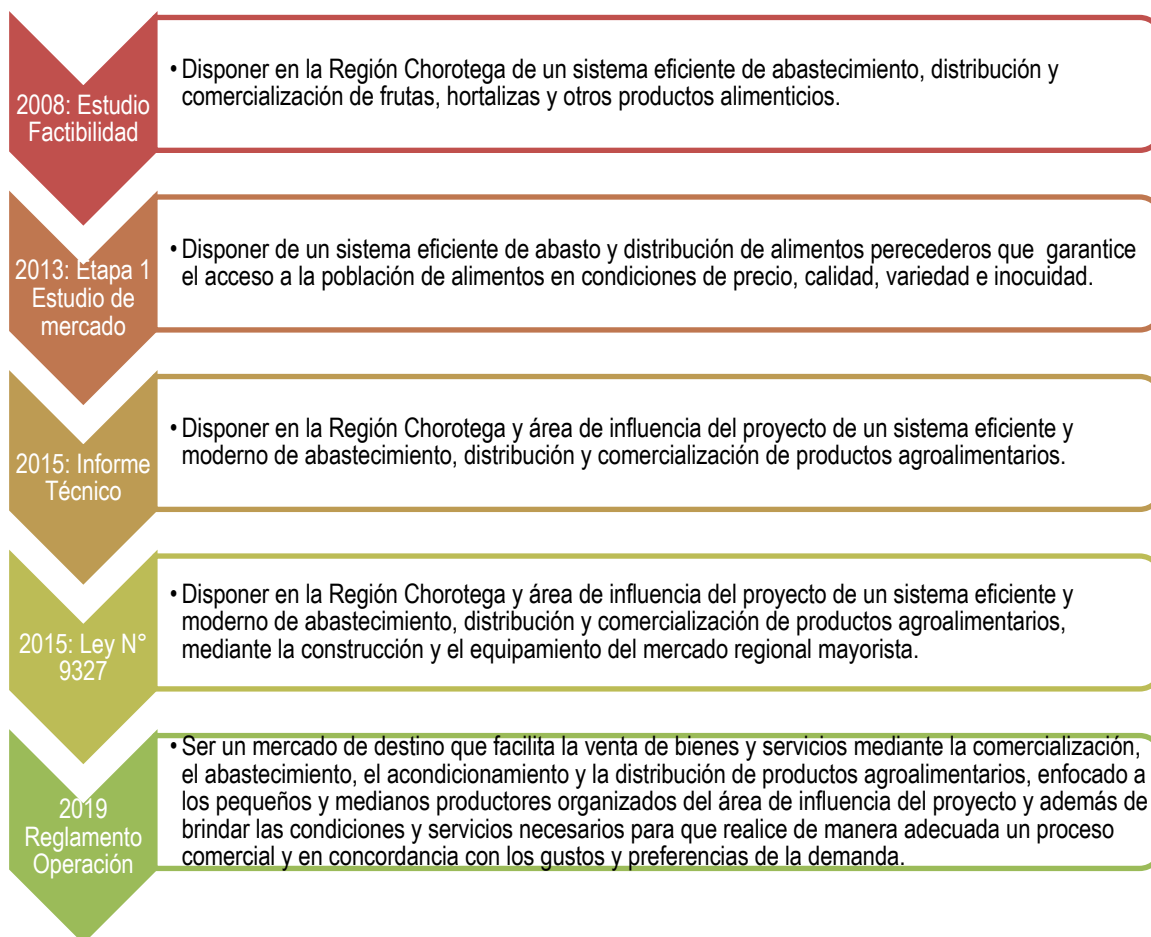 2008: Estudio
Factibilidad
• Disponer en la Región Chorotega de un sistema eficiente de abastecimiento, distribución y
comercialización de frutas, hortalizas y otros productos alimenticios.
2013: Etapa 1
Estudio de
mercado
• Disponer de un sistema eficiente de abasto y distribución de alimentos perecederos que garantice
el acceso a la población de alimentos en condiciones de precio, calidad, variedad e inocuidad.
2015: Informe
Técnico
• Disponer en la Región Chorotega y área de influencia del proyecto de un sistema eficiente y
moderno de abastecimiento, distribución y comercialización de productos agroalimentarios.
2015: Ley N°
9327
• Disponer en la Región Chorotega y área de influencia del proyecto de un sistema eficiente y
moderno de abastecimiento, distribución y comercialización de productos agroalimentarios,
mediante la construcción y el equipamiento del mercado regional mayorista.
2019
Reglamento
Operación
• Ser un mercado de destino que facilita la venta de bienes y servicios mediante la comercialización,
el abastecimiento, el acondicionamiento y la distribución de productos agroalimentarios, enfocado a
los pequeños y medianos productores organizados del área de influencia del proyecto y además de
brindar las condiciones y servicios necesarios para que realice de manera adecuada un proceso
comercial y en concordancia con los gustos y preferencias de la demanda.